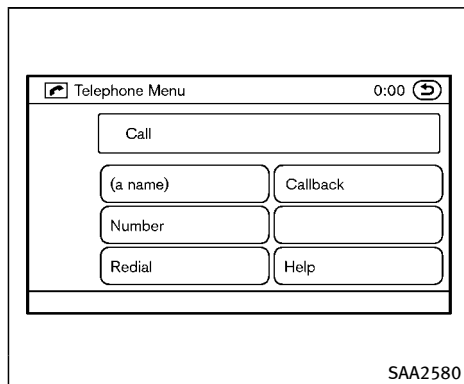 Telephone Menu 0:00
Call
(a name) Callback
Number
Redial Help
SAA2580